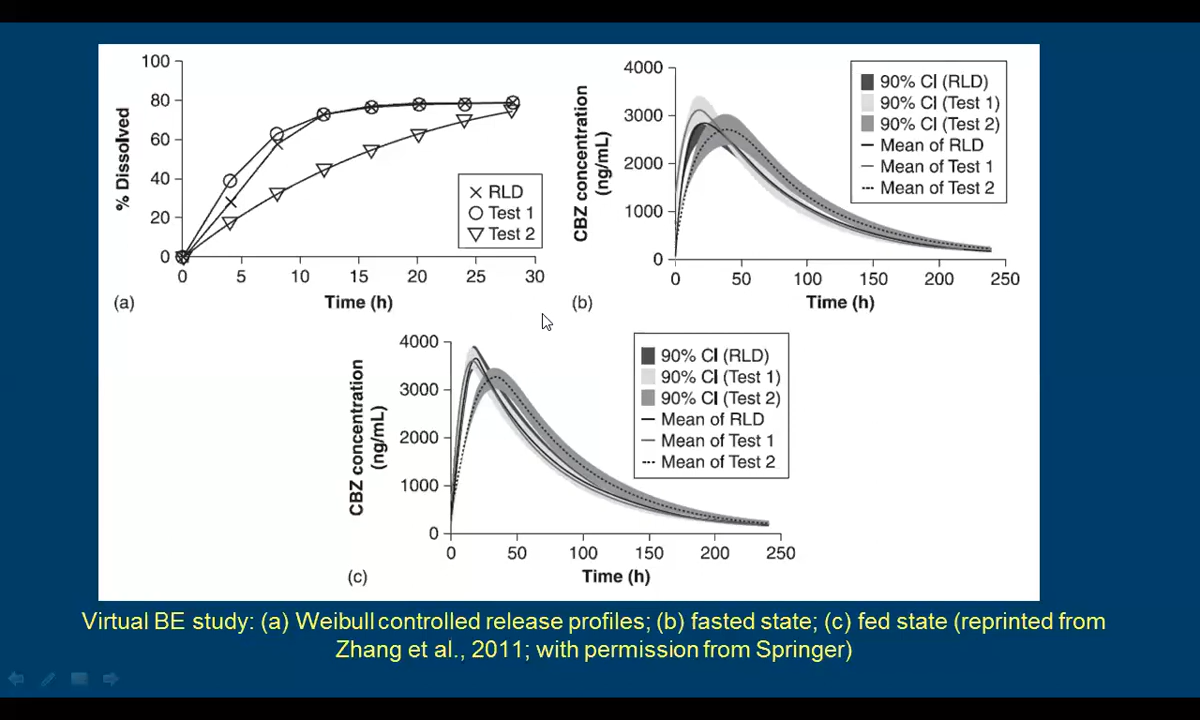 100
80
60
40
20
0
% Dissolved
RLD
Test 1
Test 2
0 5 10 15 20 25 30
Time (h)
(a)
4000
3000
2000
1000
0
CBZ concentration
(ng/mL)
90% CI (RLD)
90% CI (Test 1)
90% CI (Test 2)
Mean of RLD
Mean of Test 1
Mean of Test 2
0 50 100 150 200 250
Time (h)
(b)
4000
3000
2000
1000
0
CBZ concentration
(ng/mL)
90% CI (RLD)
90% CI (Test 1)
90% CI (Test 2)
Mean of RLD
Mean of Test 1
Mean of Test 2
0 50 100 150 200 250
Time (h)
(c)
Virtual BE study: (a) Weibull controlled release profiles; (b) fasted state; (c) fed state (reprinted from
Zhang et al., 2011; with permission from Springer)